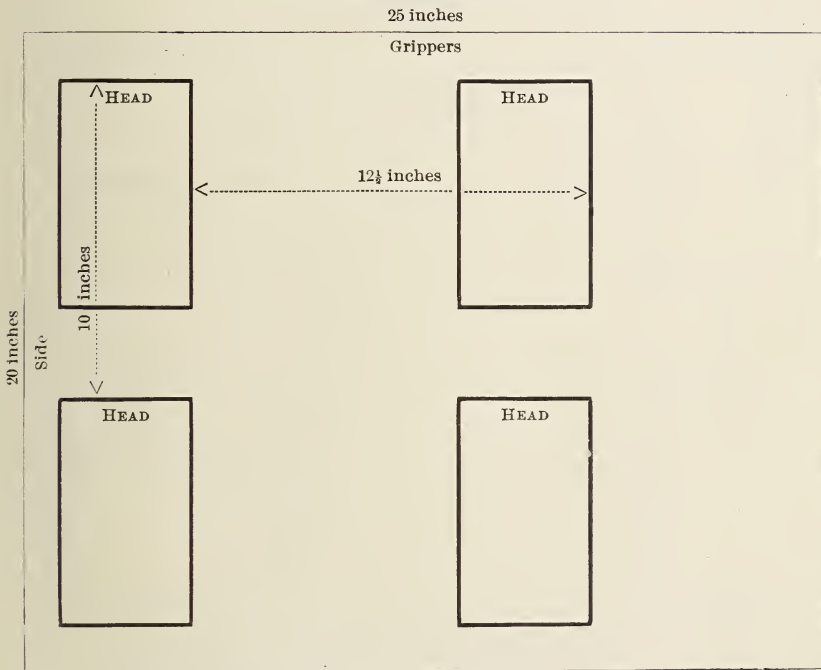 25 inches
Grippers
HEAD
HEAD
12½ inches
10 inches
20 inches
Side
HEAD
HEAD